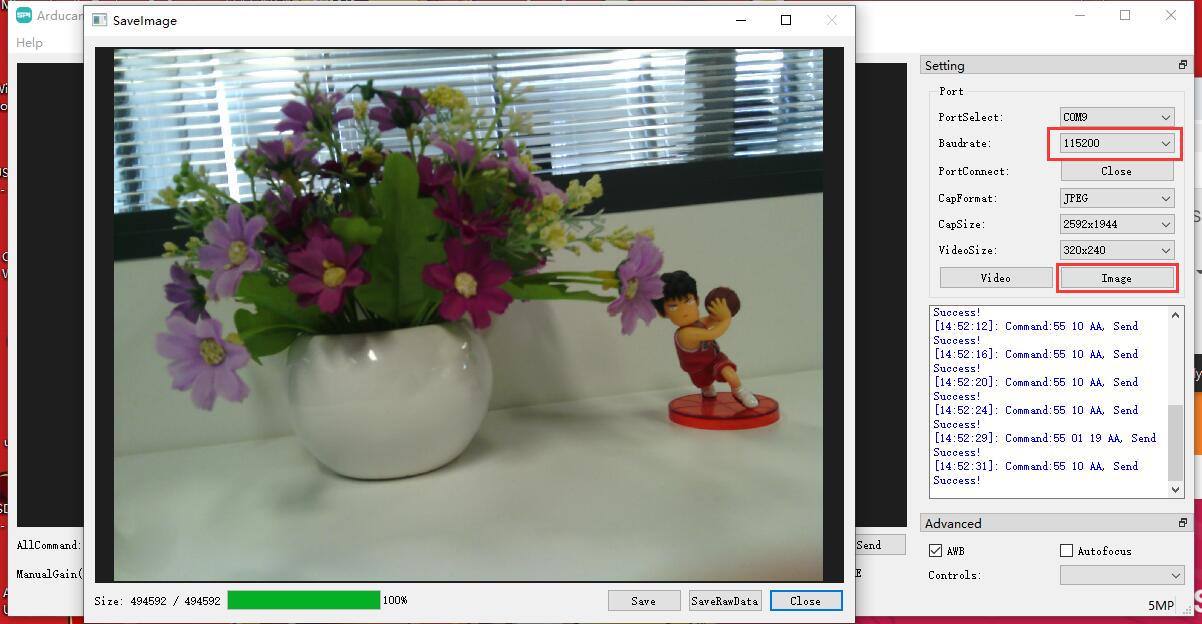 SaveImage
Help
Setting
Port
PortSelect: COM9
Baudrate: 115200
PortConnect: Close
CapFormat: JPEG
CapSize: 2592x1944
VideoSize: 320x240
Video Image
Success!
[14:52:12]: Command:55 10 AA, Send
Success!
[14:52:16]: Command:55 10 AA, Send
Success!
[14:52:20]: Command:55 10 AA, Send
Success!
[14:52:24]: Command:55 10 AA, Send
Success!
[14:52:29]: Command:55 01 19 AA, Send
Success!
[14:52:31]: Command:55 10 AA, Send
Success!
AllCommand:
Send
ManualGain(
Advanced
AWB Autofocus
Controls:
5MP
Size: 494592 / 494592 100%
Save SaveRawData Close